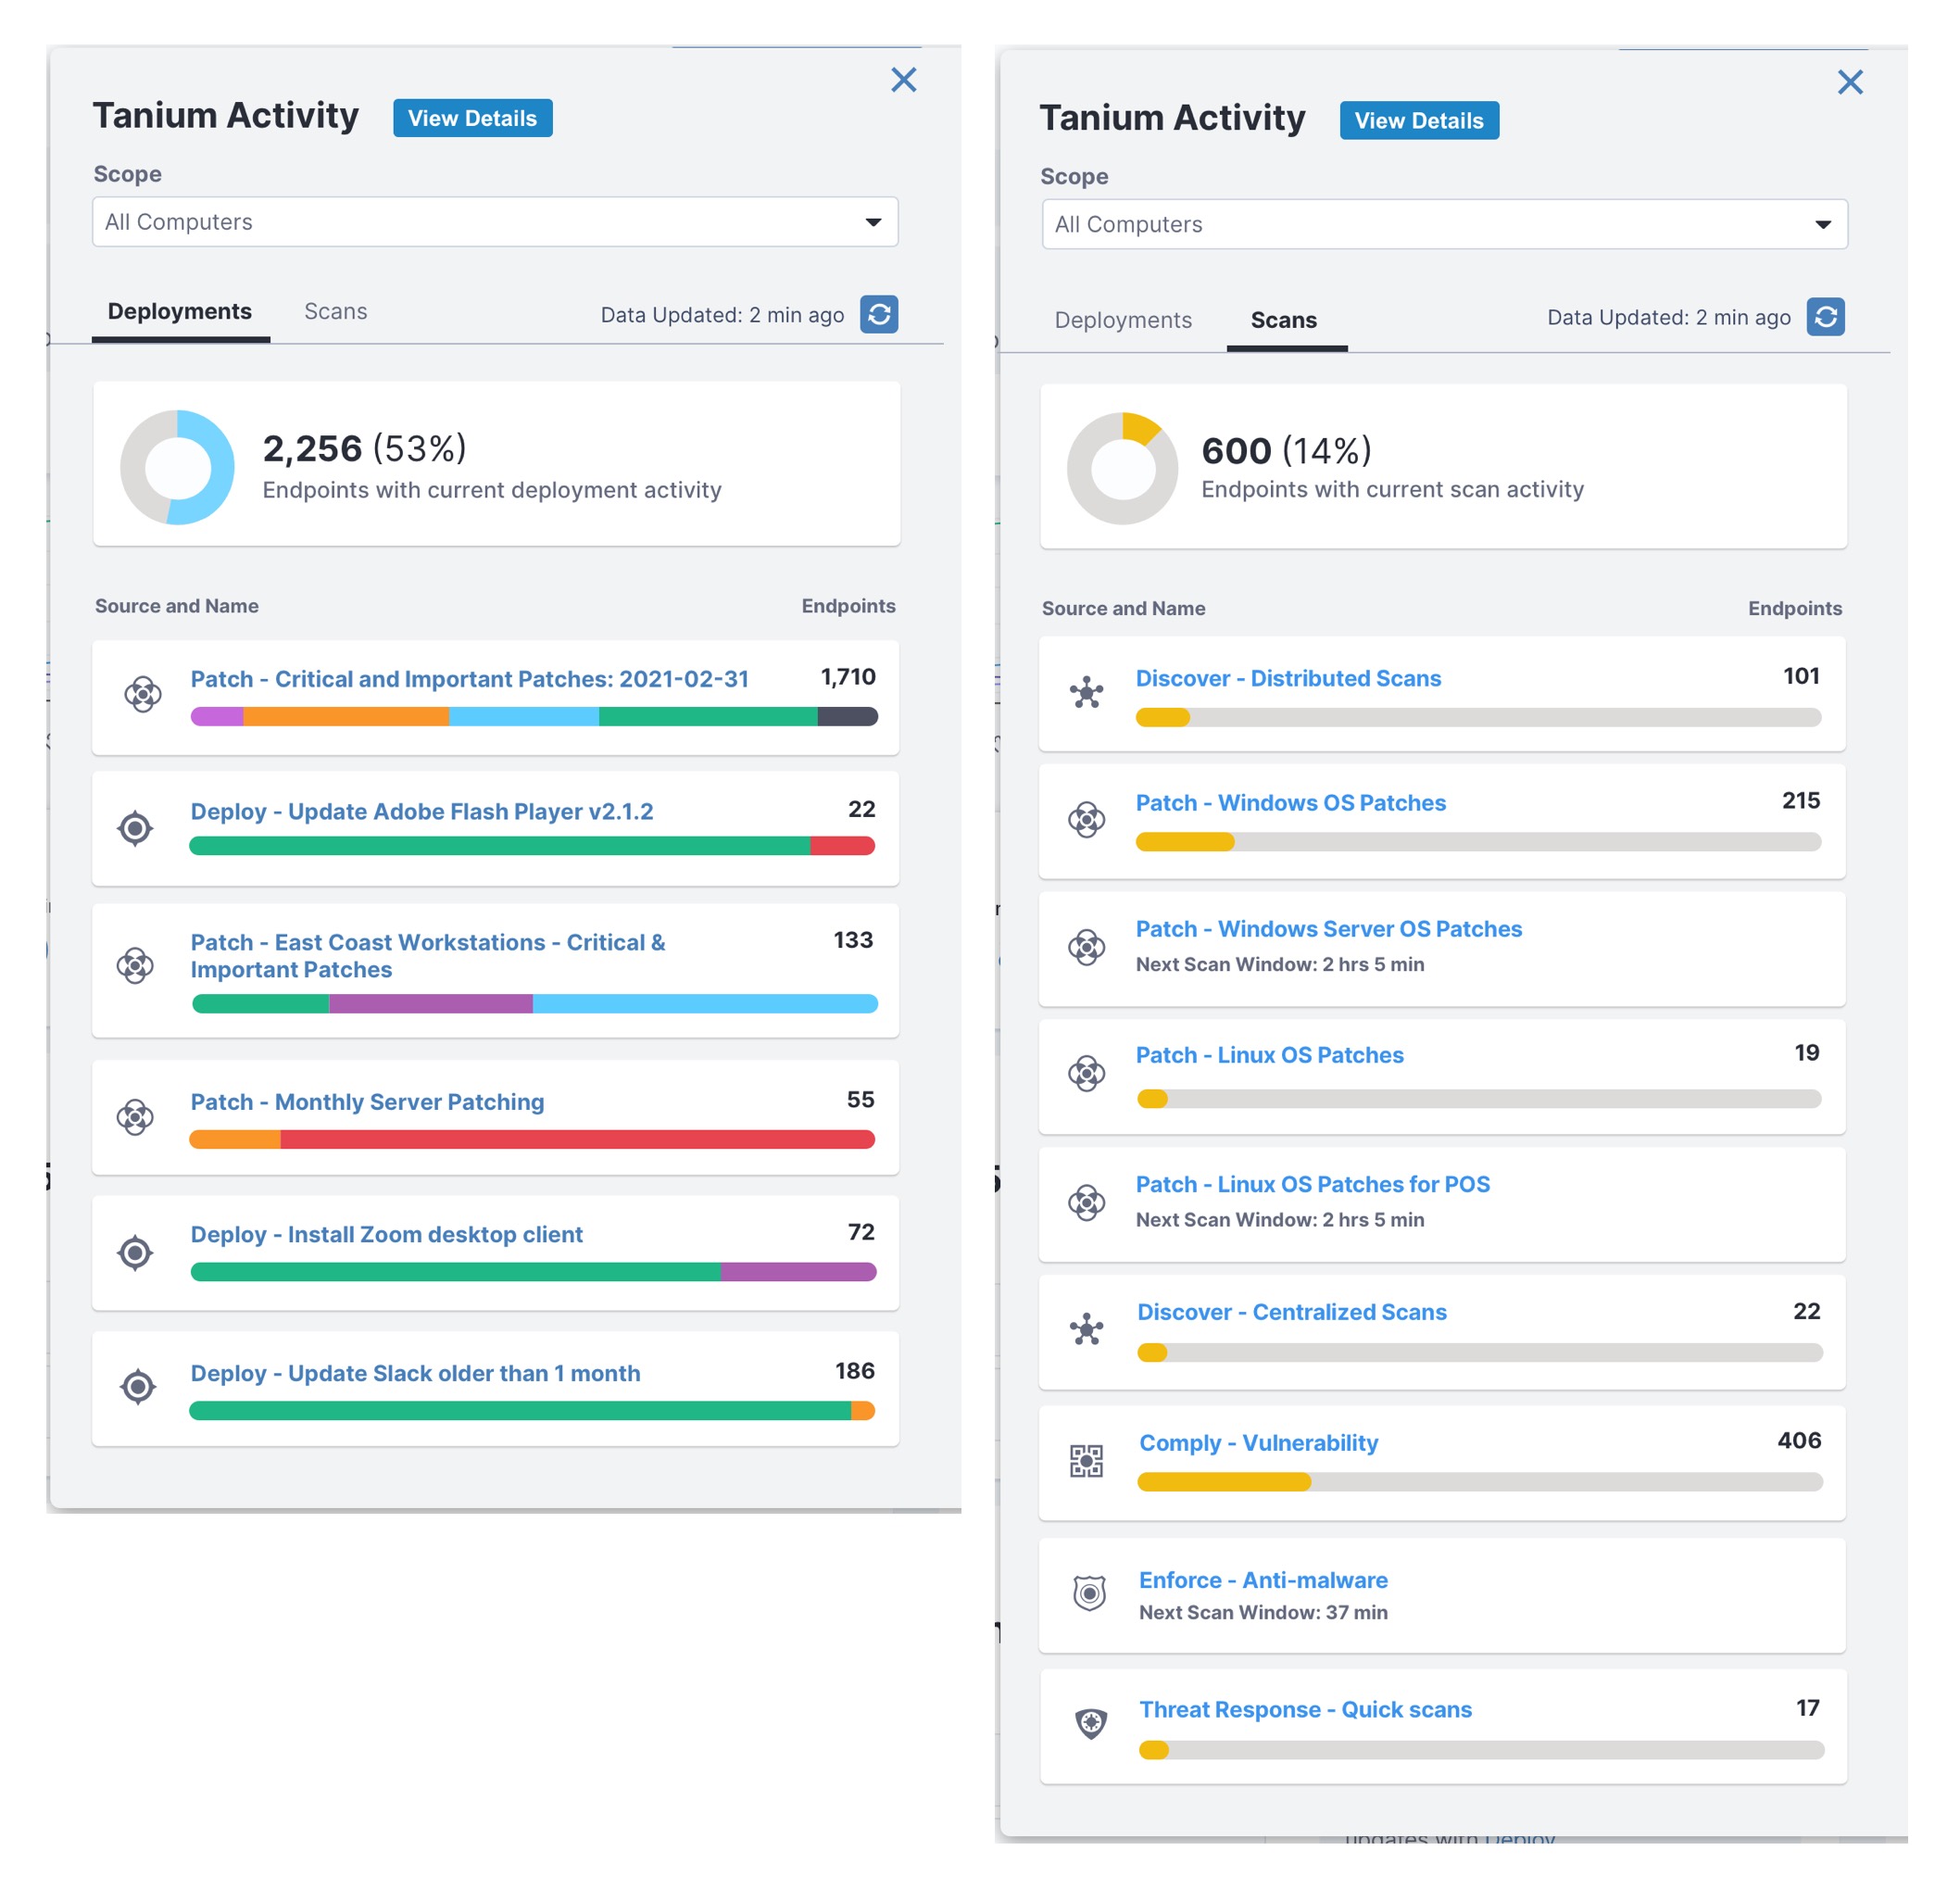 Tanium Activity
View Details
Scope
All Computers
Deployments
Scans
Data Updated: 2 min ago
2,256 (53%)
Endpoints with current deployment activity
Source and Name
Endpoints
Patch - Critical and Important Patches: 2021-02-31
1,710
Deploy - Update Adobe Flash Player v2.1.2
22
Patch - East Coast Workstations - Critical &
Important Patches
133
Patch - Monthly Server Patching
55
Deploy - Install Zoom desktop client
72
Deploy - Update Slack older than 1 month
186
Tanium Activity
View Details
Scope
All Computers
Deployments
Scans
Data Updated: 2 min ago
600 (14%)
Endpoints with current scan activity
Source and Name
Endpoints
Discover - Distributed Scans
101
Patch - Windows OS Patches
215
Patch - Windows Server OS Patches
Next Scan Window: 2 hrs 5 min
Patch - Linux OS Patches
19
Patch - Linux OS Patches for POS
Next Scan Window: 2 hrs 5 min
Discover - Centralized Scans
22
Comply - Vulnerability
406
Enforce - Anti-malware
Next Scan Window: 37 min
Threat Response - Quick scans
17
updates with Deploy